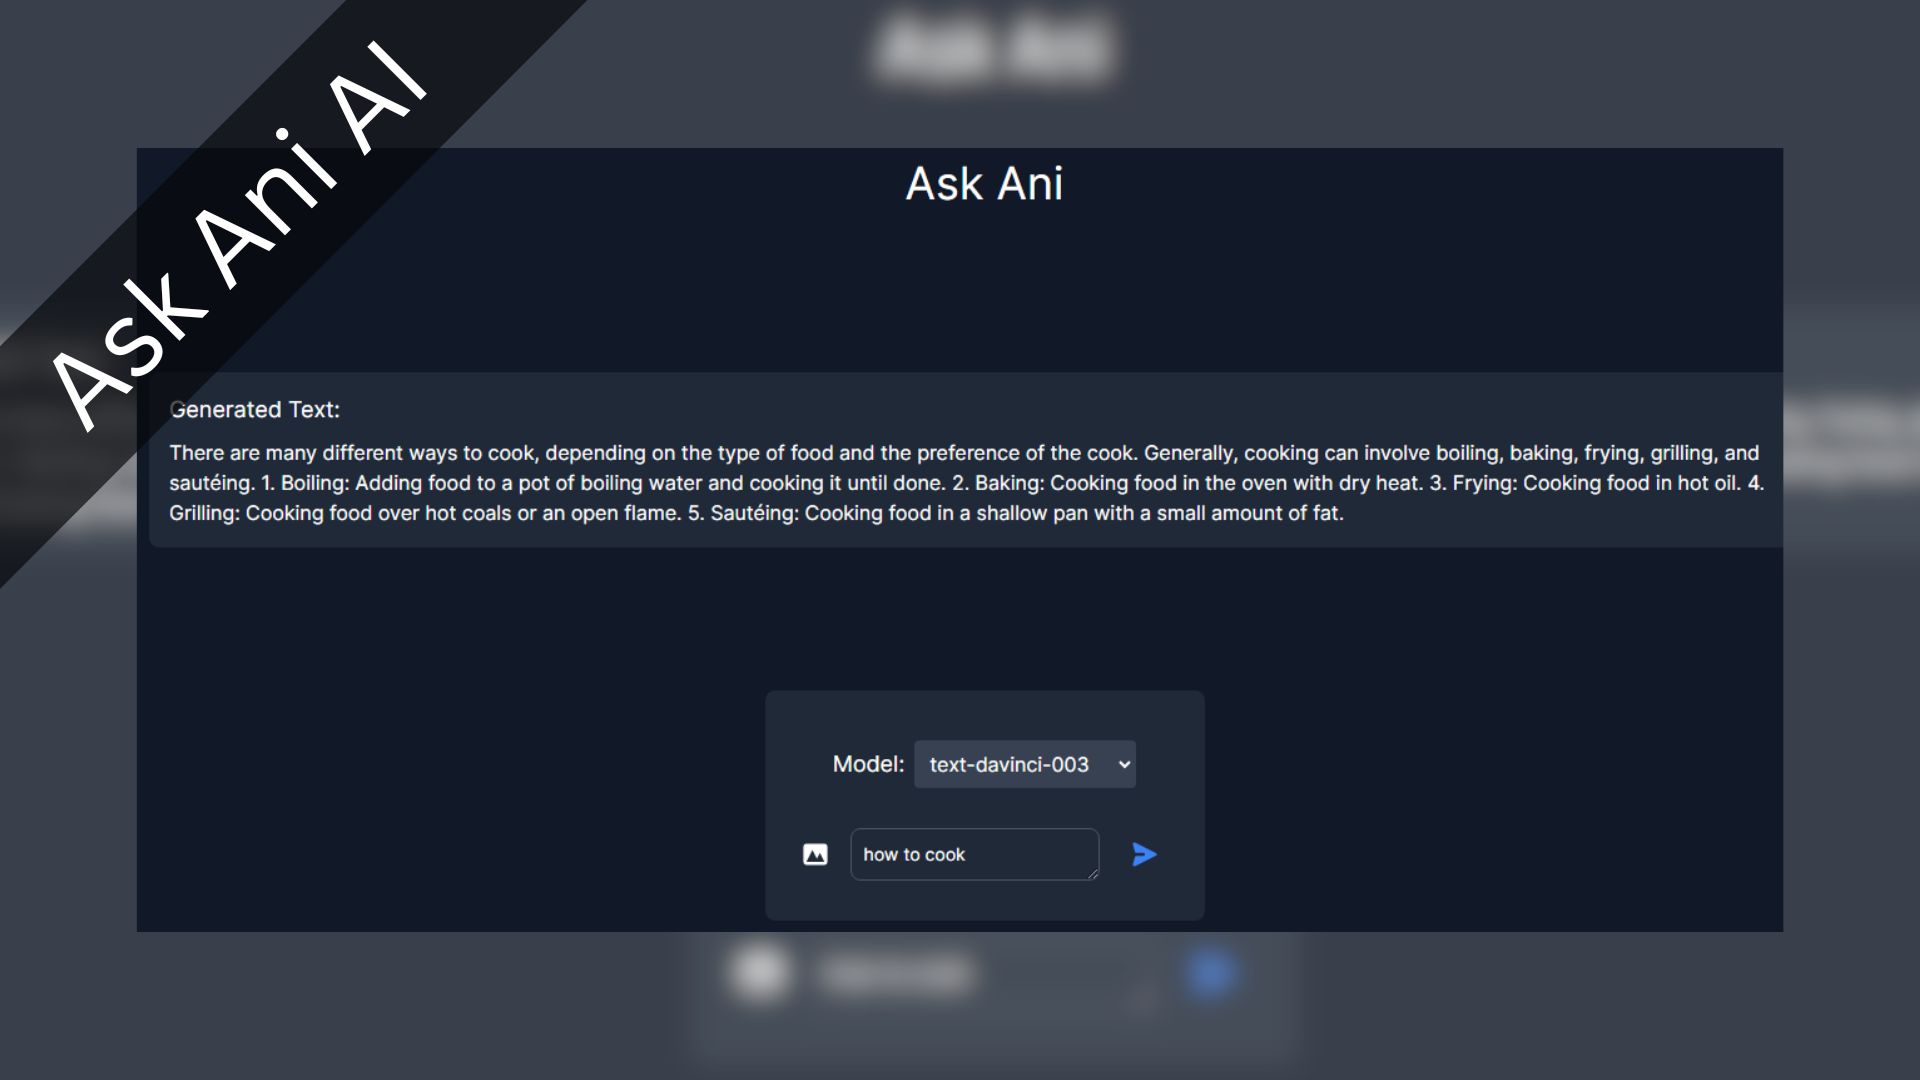 Ask Ani AI
Ask Ani
Generated Text:
There are many different ways to cook, depending on the type of food and the preference of the cook. Generally, cooking can involve boiling, baking, frying, grilling, and
sautéing. 1. Boiling: Adding food to a pot of boiling water and cooking it until done. 2. Baking: Cooking food in the oven with dry heat. 3. Frying: Cooking food in hot oil. 4.
Grilling: Cooking food over hot coals or an open flame. 5. Sautéing: Cooking food in a shallow pan with a small amount of fat.
Model: text-davinci-003
how to cook